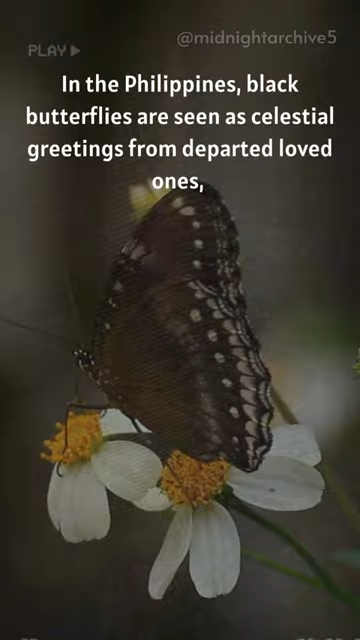 @midnightarchive5
PLAY
In the Philippines, black
butterflies are seen as celestial
greetings from departed loved
ones,